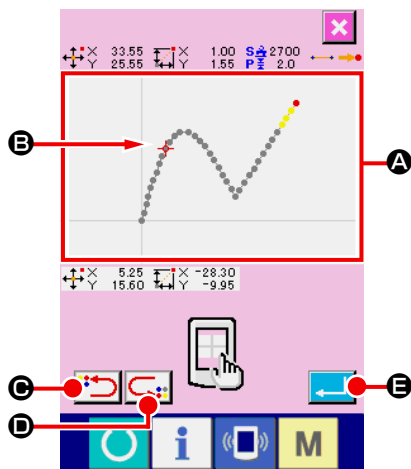 X 33.55 X 1.00 S 2700
Y 25.55 Y 1.55 P 2.0
B
A
X 5.25 X -28.30
Y 15.60 Y -9.95
C
E
D
i M